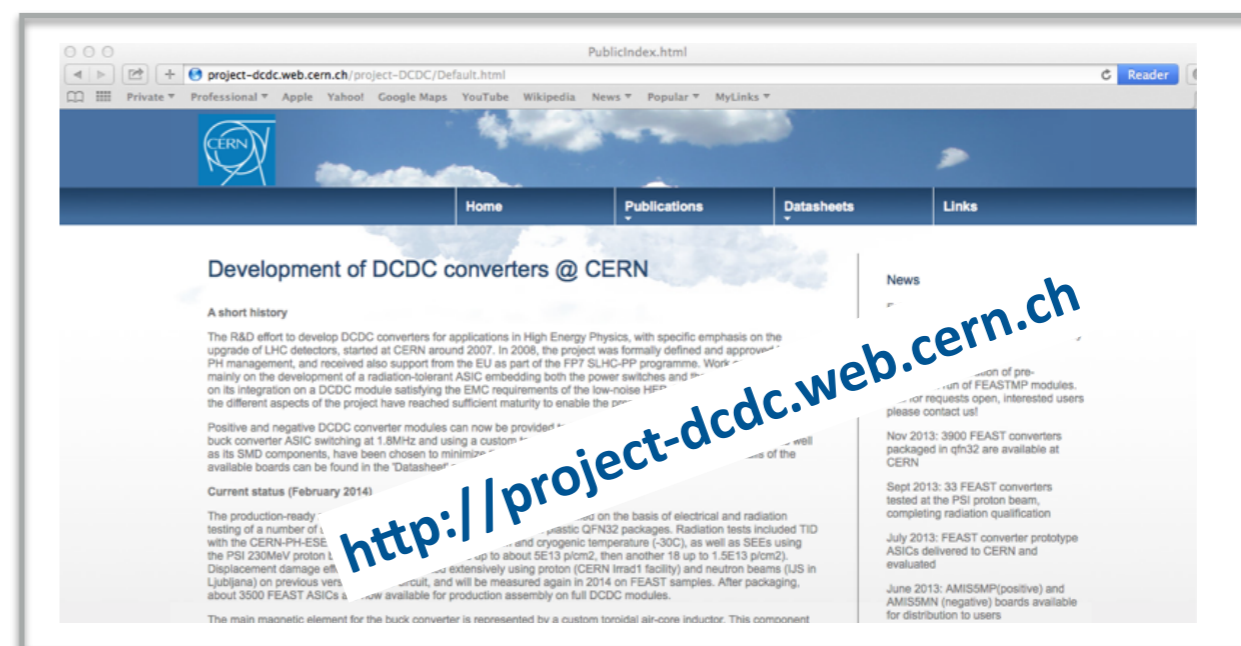 PublicIndex.html
project-dcdc.web.cern.ch/project-DCDC/Default.html
Reader
Private Professional Apple Yahoo! Google Maps YouTube Wikipedia News Popular MyLinks
CERN
Home Publications Datasheets Links
Development of DCDC converters @ CERN
A short history
The R&D effort to develop DCDC converters for applications in High Energy Physics, with specific emphasis on the
upgrade of LHC detectors, started at CERN around 2007. In 2008, the project was formally defined and approved
PH management, and received also support from the EU as part of the FP7 SLHC-PP programme. Work
mainly on the development of a radiation-tolerant ASIC embedding both the power switches and
on its integration on a DCDC module satisfying the EMC requirements of the low-noise HEP
the different aspects of the project have reached sufficient maturity to enable the
Positive and negative DCDC converter modules can now be provided
buck converter ASIC switching at 1.8MHz and using a custom
as its SMD components, have been chosen to minimize
well
available boards can be found in the 'Datasheet'
of the
Current status (February 2014)
The production-ready
on the basis of electrical and radiation
testing of a number of
plastic QFN32 packages. Radiation tests included TID
with the CERN-PH-ESE
and cryogenic temperature (-30C), as well as SEEs using
the PSI 230MeV proton
up to about 5E13 p/cm2, then another 18 up to 1.5E13 p/cm2).
Displacement damage
extensively using proton (CERN Irrad1 facility) and neutron beams (IJS in
Ljubljana) on previous
and will be measured again in 2014 on FEAST samples. After packaging,
about 3500 FEAST ASICs
now available for production assembly on full DCDC modules.
The main magnetic element for the buck converter is represented by a custom toroidal air-core inductor. This component
http://project-dcdc.web.cern.ch
News
of pre-
run of FEASTMP modules.
for requests open, interested users
please contact us!
Nov 2013: 3900 FEAST converters
packaged in qfn32 are available at
CERN
Sept 2013: 33 FEAST converters
tested at the PSI proton beam,
completing radiation qualification
July 2013: FEAST converter prototype
ASICs delivered to CERN and
evaluated
June 2013: AMIS5MP(positive) and
AMIS5MN (negative) boards available
for distribution to users